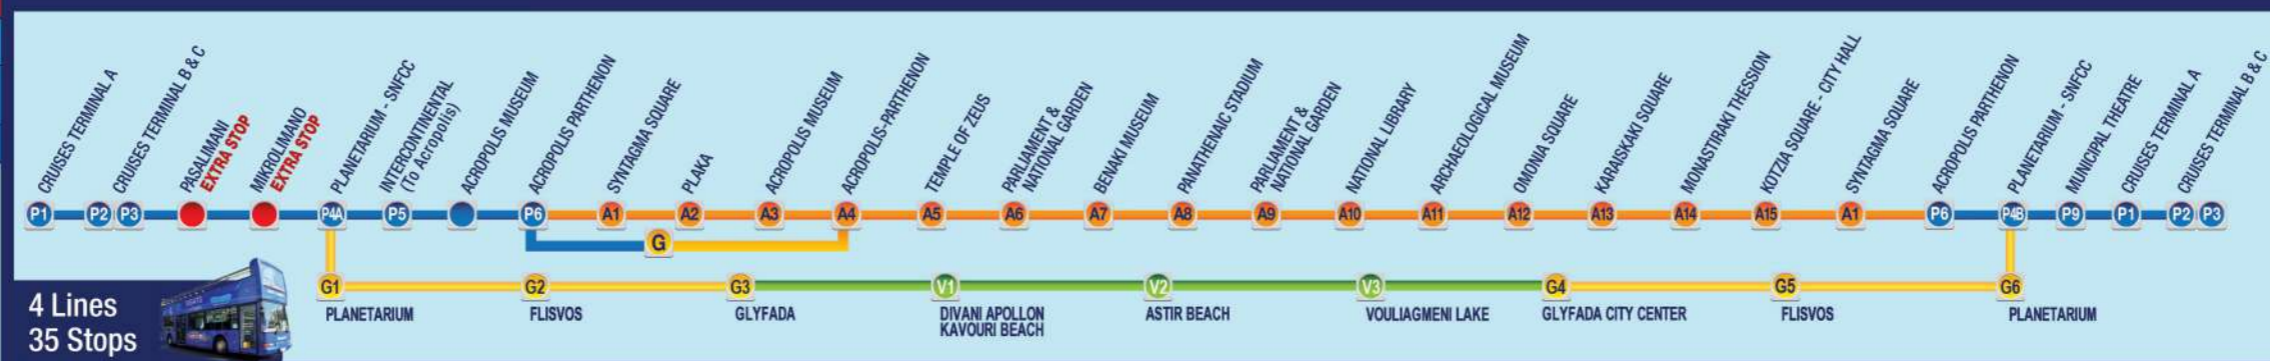 CRUISES TERMINAL A
CRUISES TERMINAL B & C
PASALIMANI
EXTRA STOP
MIKROLIMANO
EXTRA STOP
PLANETARIUM - SNFCC
INTERCONTINENTAL
(To Acropolis)
ACROPOLIS MUSEUM
ACROPOLIS PARTHENON
SYNTAGMA SQUARE
PLAKA
ACROPOLIS MUSEUM
ACROPOLIS-PARTHENON
TEMPLE OF ZEUS
PARLIAMENT &
NATIONAL GARDEN
BENAKI MUSEUM
PANATHENAIC STADIUM
PARLIAMENT &
NATIONAL GARDEN
NATIONAL LIBRARY
ARCHAEOLOGICAL MUSEUM
OMONIA SQUARE
KARAISKAKI SQUARE
MONASTIRAKI THESSION
KOTZIA SQUARE - CITY HALL
SYNTAGMA SQUARE
ACROPOLIS PARTHENON
PLANETARIUM - SNFCC
MUNICIPAL THEATRE
CRUISES TERMINAL A
CRUISES TERMINAL B & C
P1 P2 P3 P4A P5 P6 A1 A2 A3 A4 A5 A6 A7 A8 A9 A10 A11 A12 A13 A14 A15 A1 P6 P4B P9 P1 P2 P3
G
G1 G2 G3 V1 V2 V3 G4 G5 G6
PLANETARIUM
FLISVOS
GLYFADA
DIVANI APOLLON
KAVOURI BEACH
ASTIR BEACH
VOULIAGMENI LAKE
GLYFADA CITY CENTER
FLISVOS
PLANETARIUM
4 Lines
35 Stops